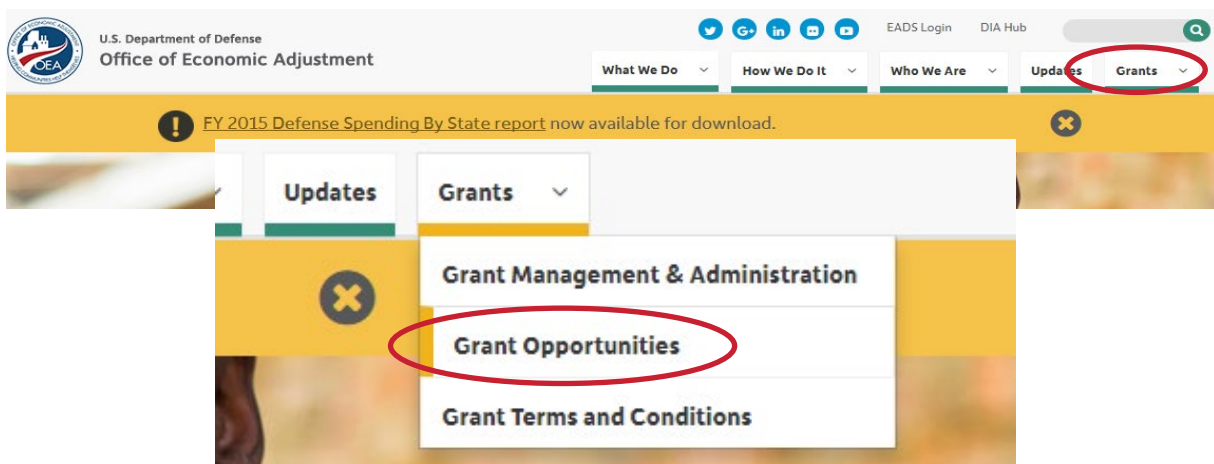 EADS Login DIA Hub
U.S. Department of Defense
Office of Economic Adjustment
OEA
What We Do How We Do It Who We Are Updates Grants
FY 2015 Defense Spending By State report now available for download.
Updates Grants
Grant Management & Administration
Grant Opportunities
Grant Terms and Conditions